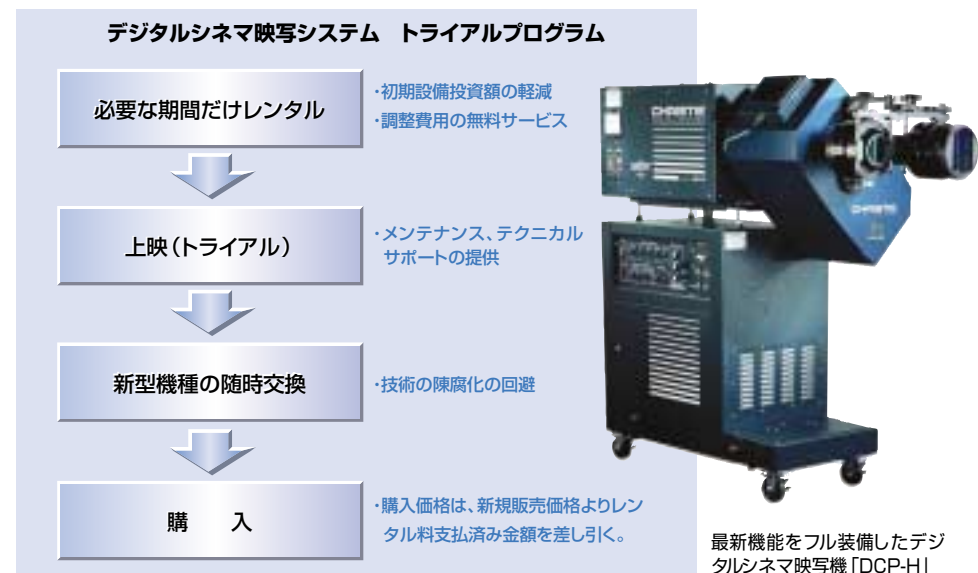 デジタルシネマ映写システム　トライアルプログラム
必要な期間だけレンタル
・初期設備投資額の軽減
・調整費用の無料サービス
上映（トライアル）
・メンテナンス、テクニカル
サポートの提供
新型機種の随時交換
・技術の陳腐化の回避
購　入
・購入価格は、新規販売価格よりレン
タル料支払済み金額を差し引く。
CHRISTIE
CHRISTIE
最新機能をフル装備したデジ
タルシネマ映写機「DCP-H」